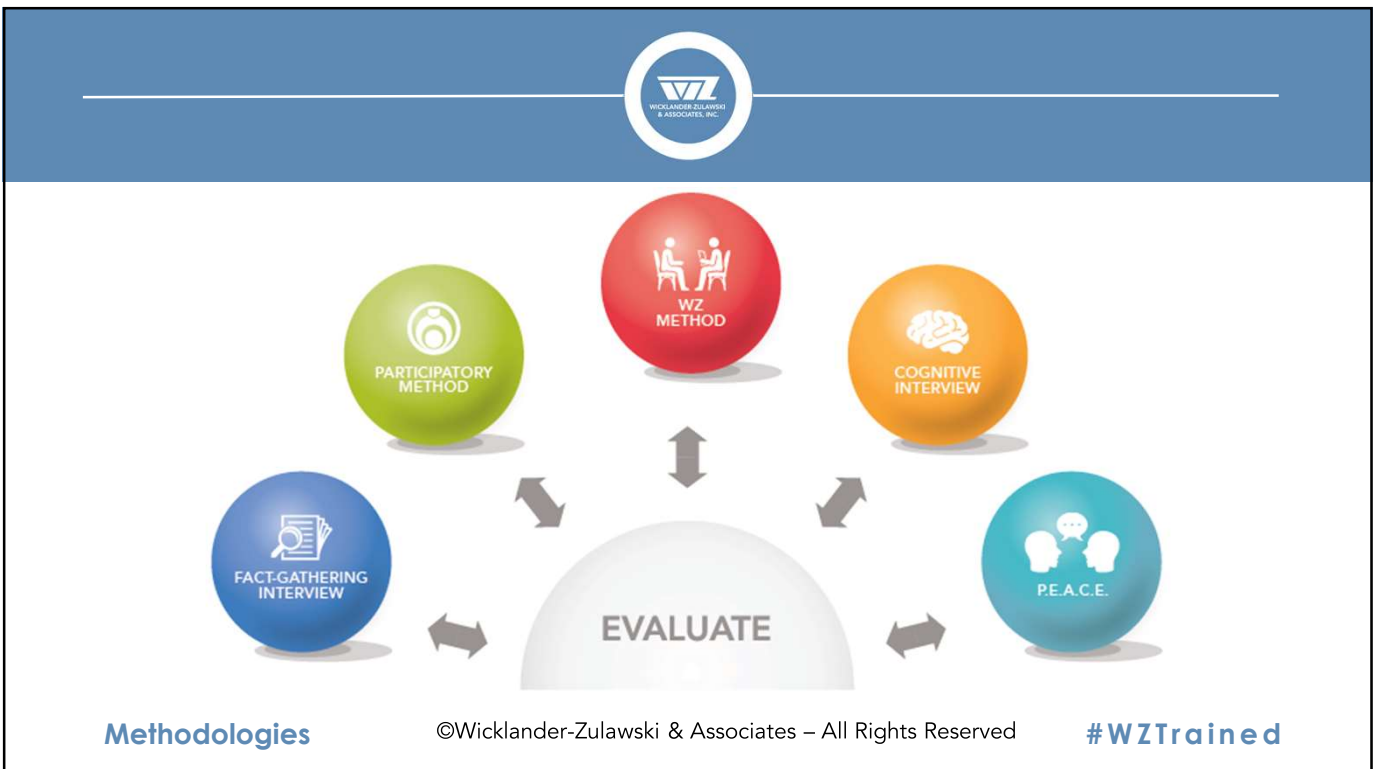 WZ
WICKLANDER-ZULAWSKI
& ASSOCIATES, INC.
WZ
METHOD
PARTICIPATORY
METHOD
COGNITIVE
INTERVIEW
FACT-GATHERING
INTERVIEW
P.E.A.C.E.
EVALUATE
Methodologies
©Wicklander-Zulawski & Associates – All Rights Reserved
#WZTrained